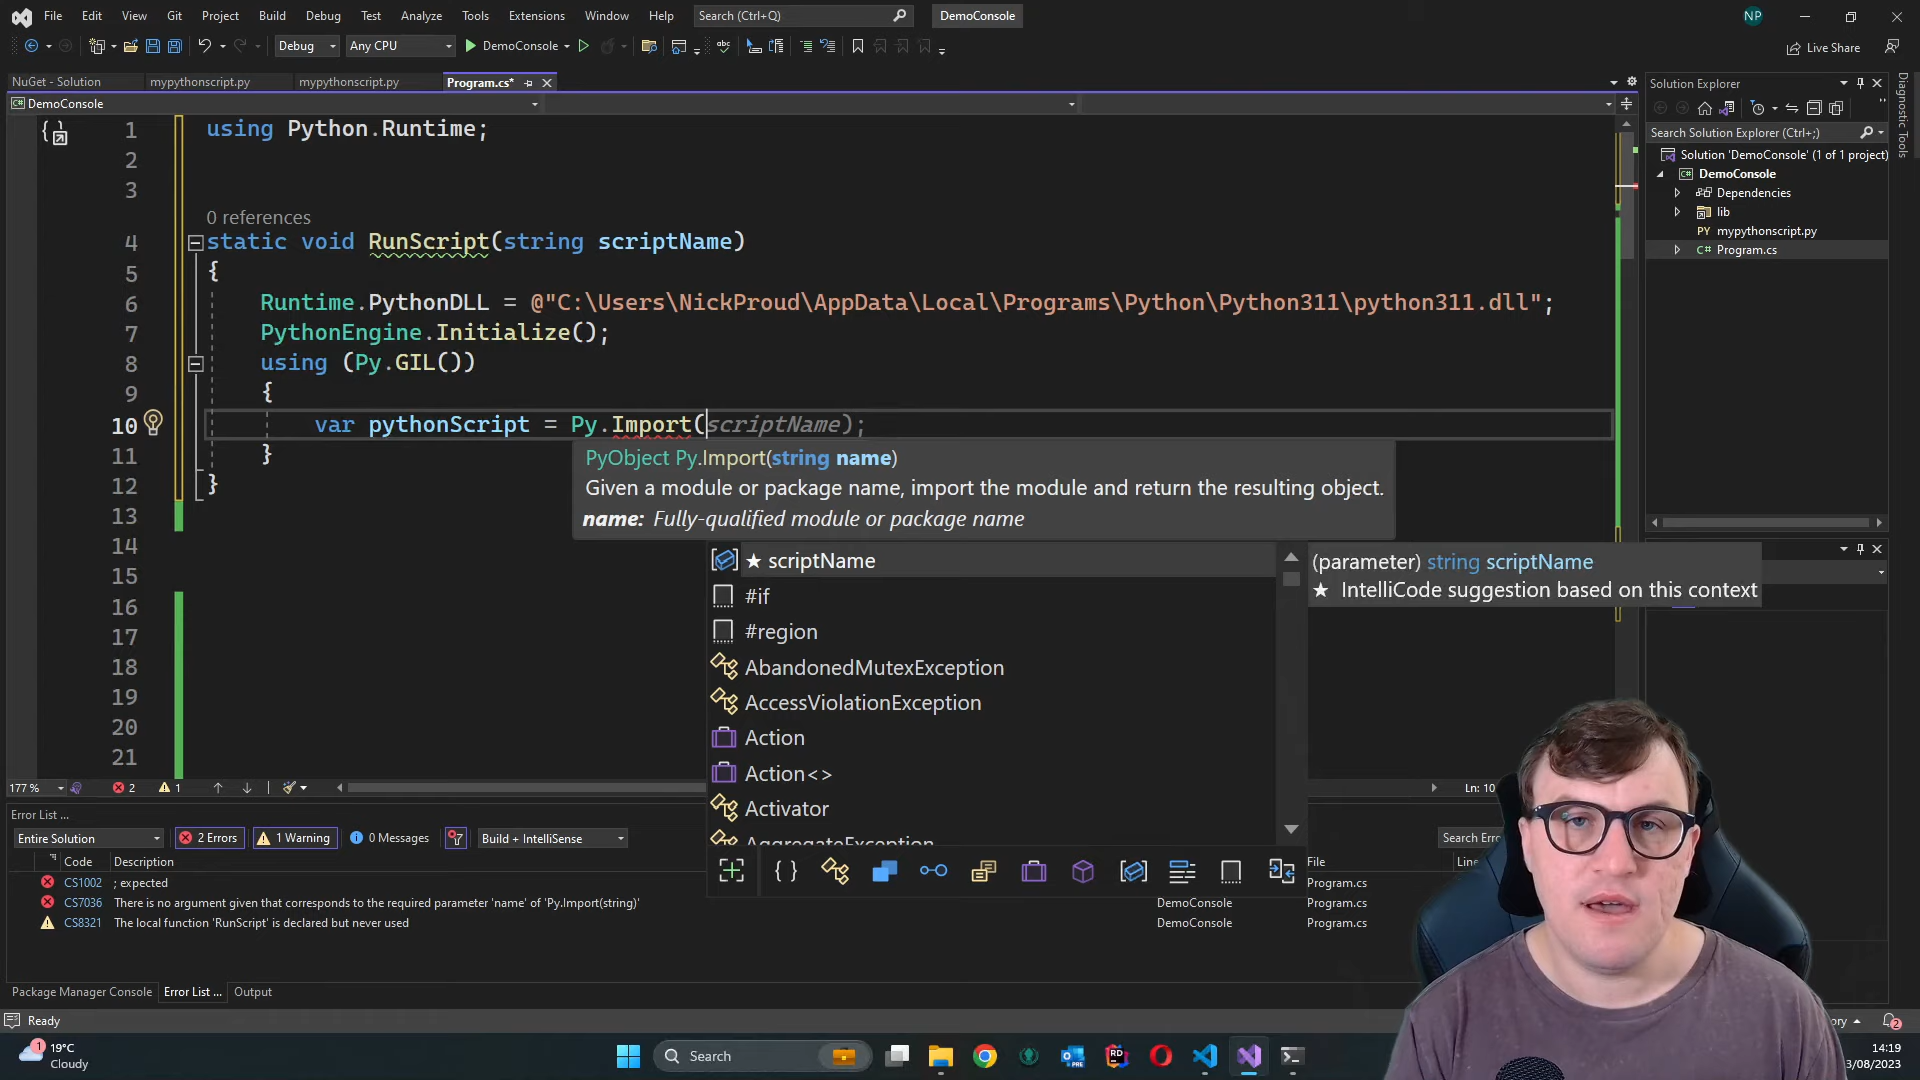 File Edit View Git Project Build Debug Test Analyze Tools Extensions Window Help Search (Ctrl+Q) DemoConsole NP
Debug Any CPU DemoConsole Live Share
NuGet - Solution mypythonscript.py mypythonscript.py Program.cs*
DemoConsole
1 using Python.Runtime;
2
3
0 references
4 static void RunScript(string scriptName)
5 {
6 Runtime.PythonDLL = @"C:\Users\NickProud\AppData\Local\Programs\Python\Python311\python311.dll";
7 PythonEngine.Initialize();
8 using (Py.GIL())
9 {
10 var pythonScript = Py.Import(scriptName);
11 }
12 }
13
14
15
16
17
18
19
20
21
PyObject Py.Import(string name)
Given a module or package name, import the module and return the resulting object.
name: Fully-qualified module or package name
★ scriptName
#if
#region
AbandonedMutexException
AccessViolationException
Action
Action<>
Activator
AggregateException
(parameter) string scriptName
★ IntelliCode suggestion based on this context
Solution Explorer
Search Solution Explorer (Ctrl+;)
Solution 'DemoConsole' (1 of 1 project)
DemoConsole
Dependencies
lib
mypythonscript.py
Program.cs
Diagnostic Tools
177 % 2 1 Ln: 10
Error List ...
Entire Solution 2 Errors 1 Warning 0 Messages Build + IntelliSense Search Erro
Code Description File Line
CS1002 ; expected Program.cs
CS7036 There is no argument given that corresponds to the required parameter 'name' of 'Py.Import(string)' DemoConsole Program.cs
CS8321 The local function 'RunScript' is declared but never used DemoConsole Program.cs
Package Manager Console Error List ... Output
Ready ory 2
1 19°C
Cloudy
Search
14:19
3/08/2023